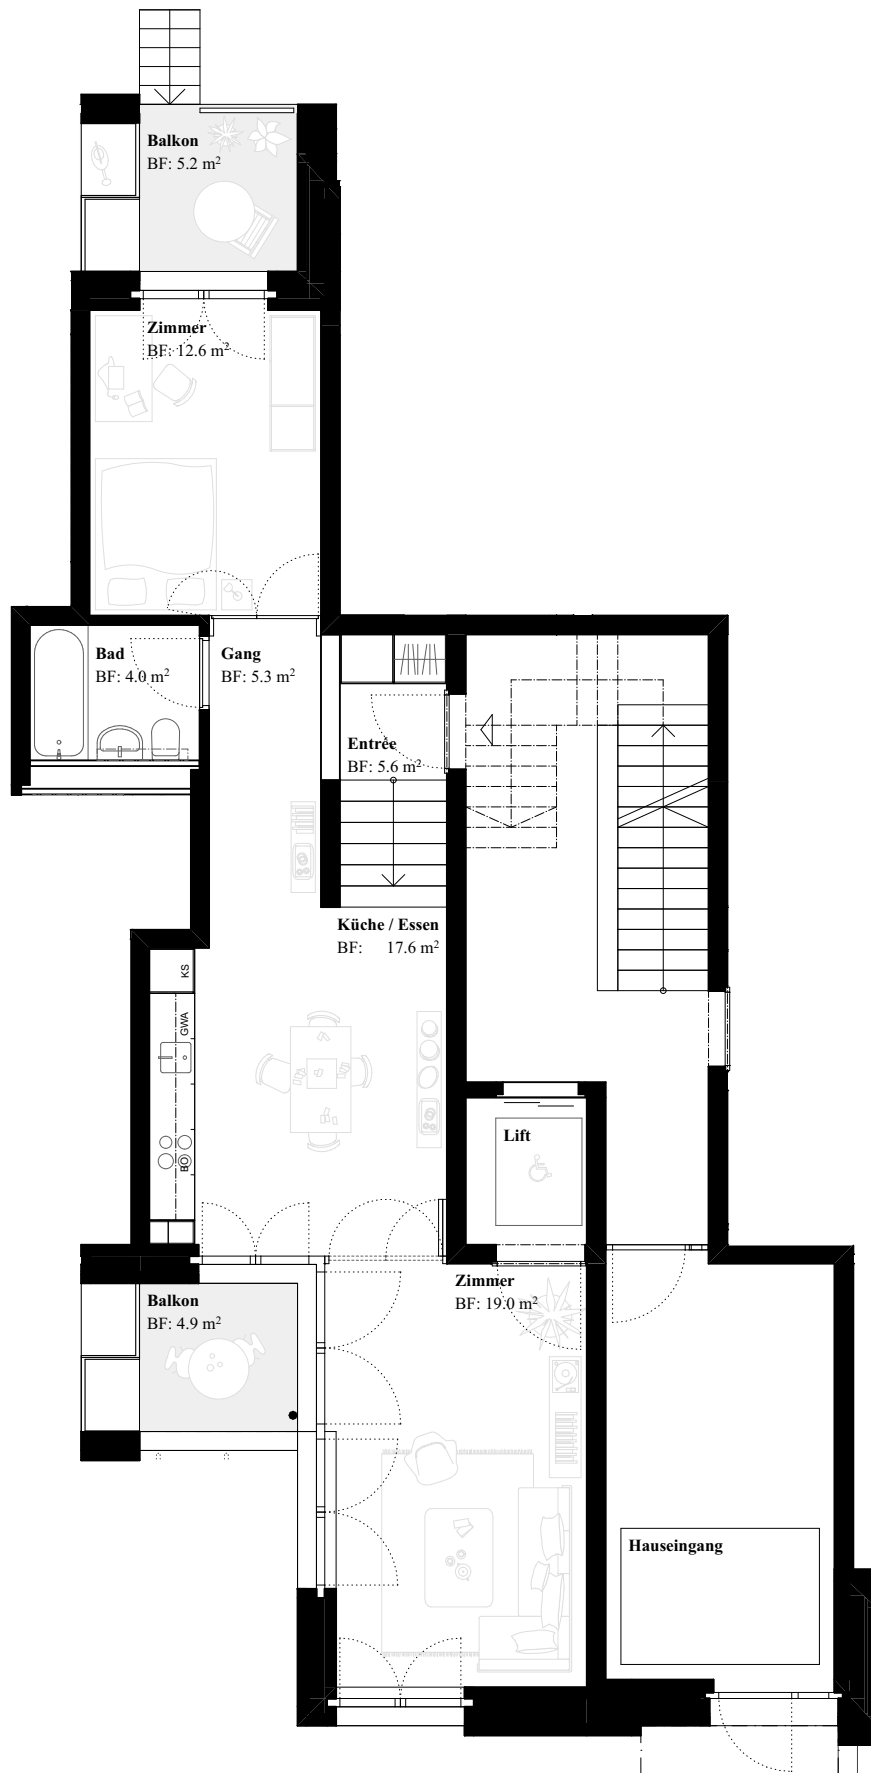 Balkon
BF: 5.2 m²
Zimmer
BF: 12.6 m²
Bad
BF: 4.0 m²
Gang
BF: 5.3 m²
Entrée
BF: 5.6 m²
Küche / Essen
BF: 17.6 m²
KS
GWA
BO
Lift
Zimmer
BF: 19.0 m²
Balkon
BF: 4.9 m²
Hauseingang